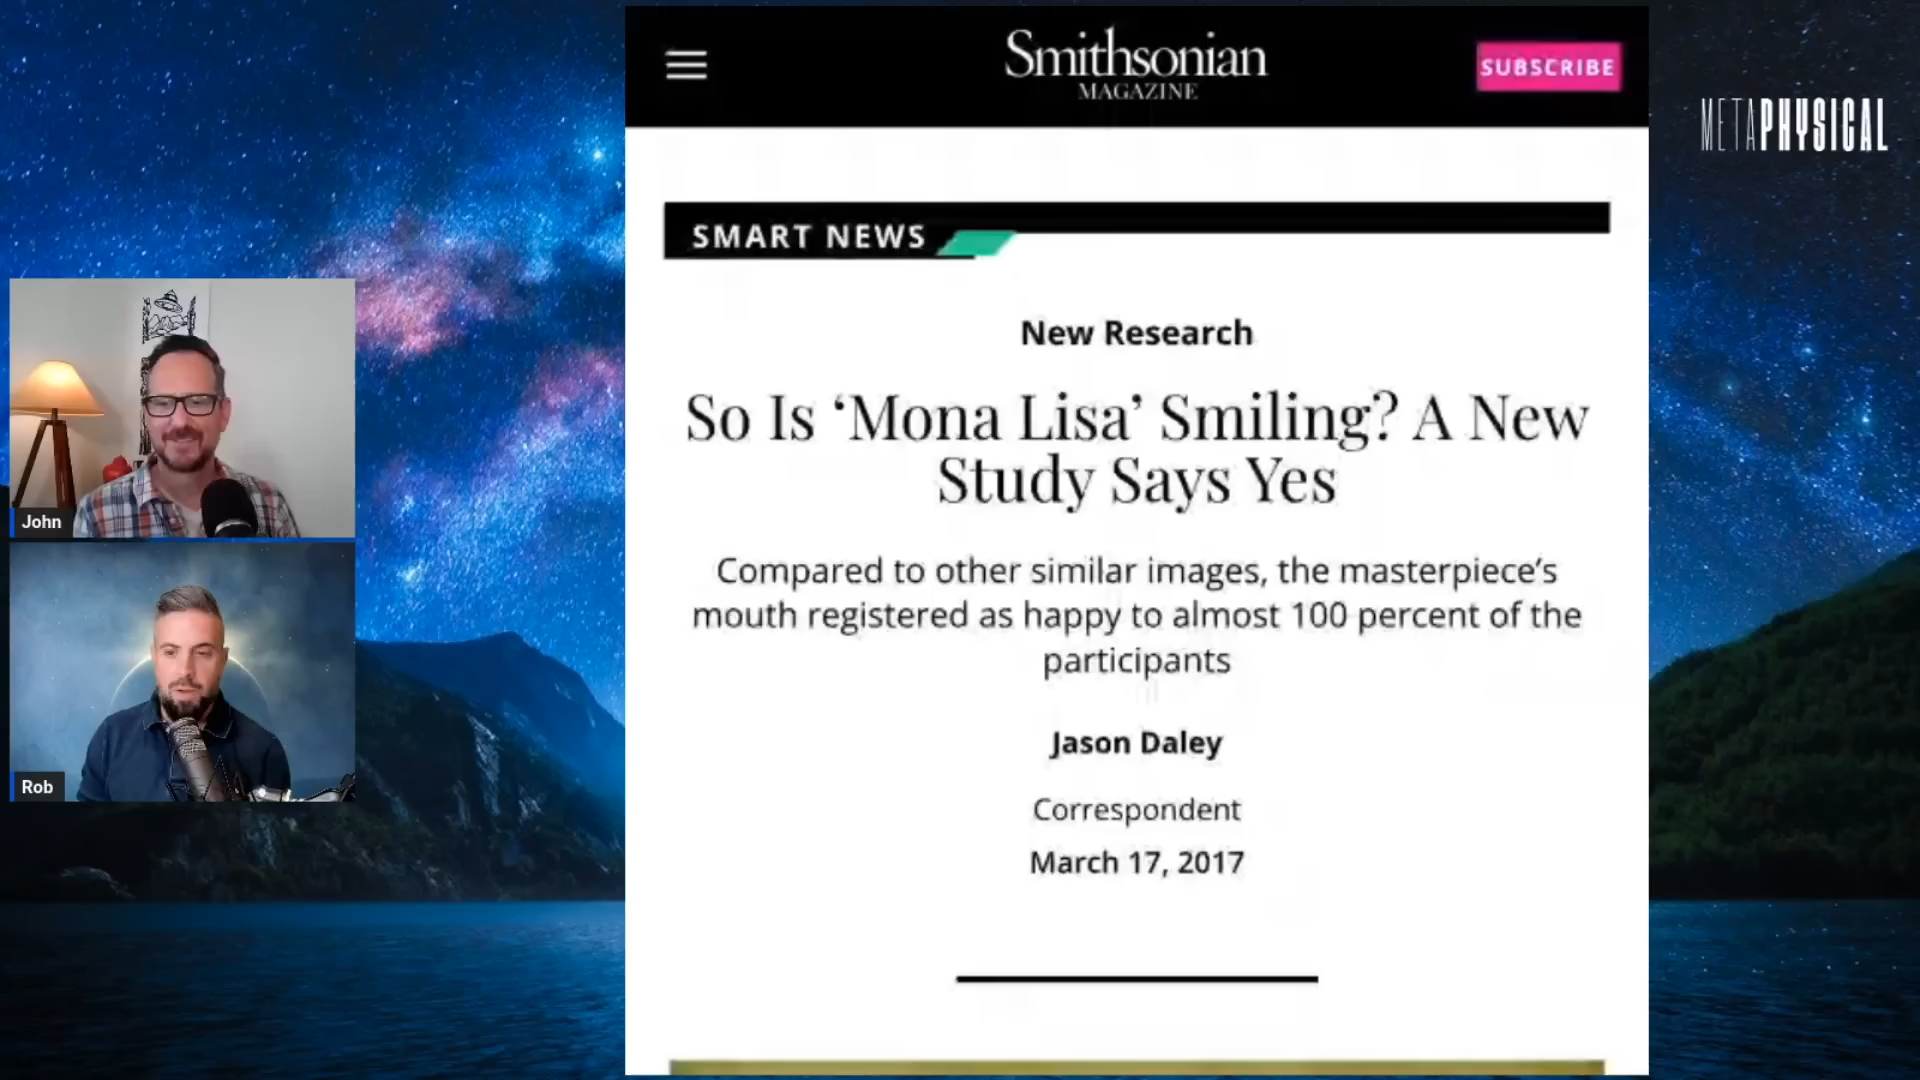 Smithsonian
MAGAZINE
SUBSCRIBE
METAPHYSICAL
SMART NEWS
New Research
So Is ‘Mona Lisa’ Smiling? A New
Study Says Yes
Compared to other similar images, the masterpiece’s
mouth registered as happy to almost 100 percent of the
participants
Jason Daley
Correspondent
March 17, 2017
John
Rob